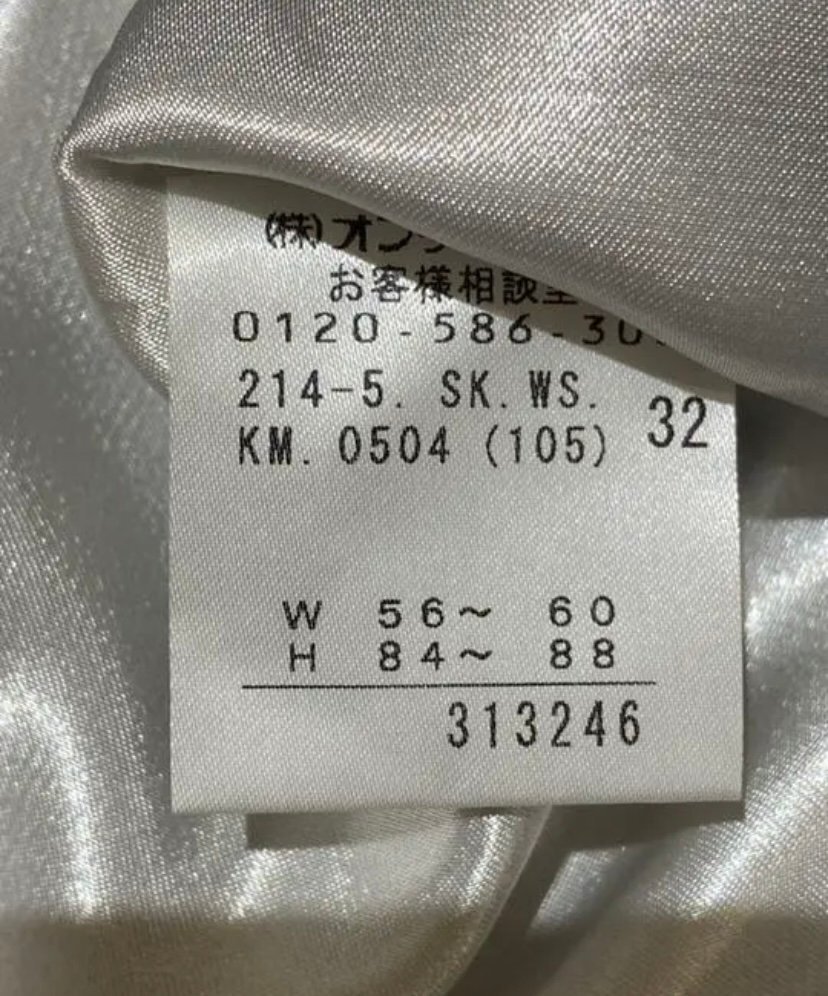 (株)オン
お客様相談室
0120-586-30
214-5. SK.WS.
KM. 0504 (105) 32
W 56~ 60
H 84~ 88
313246